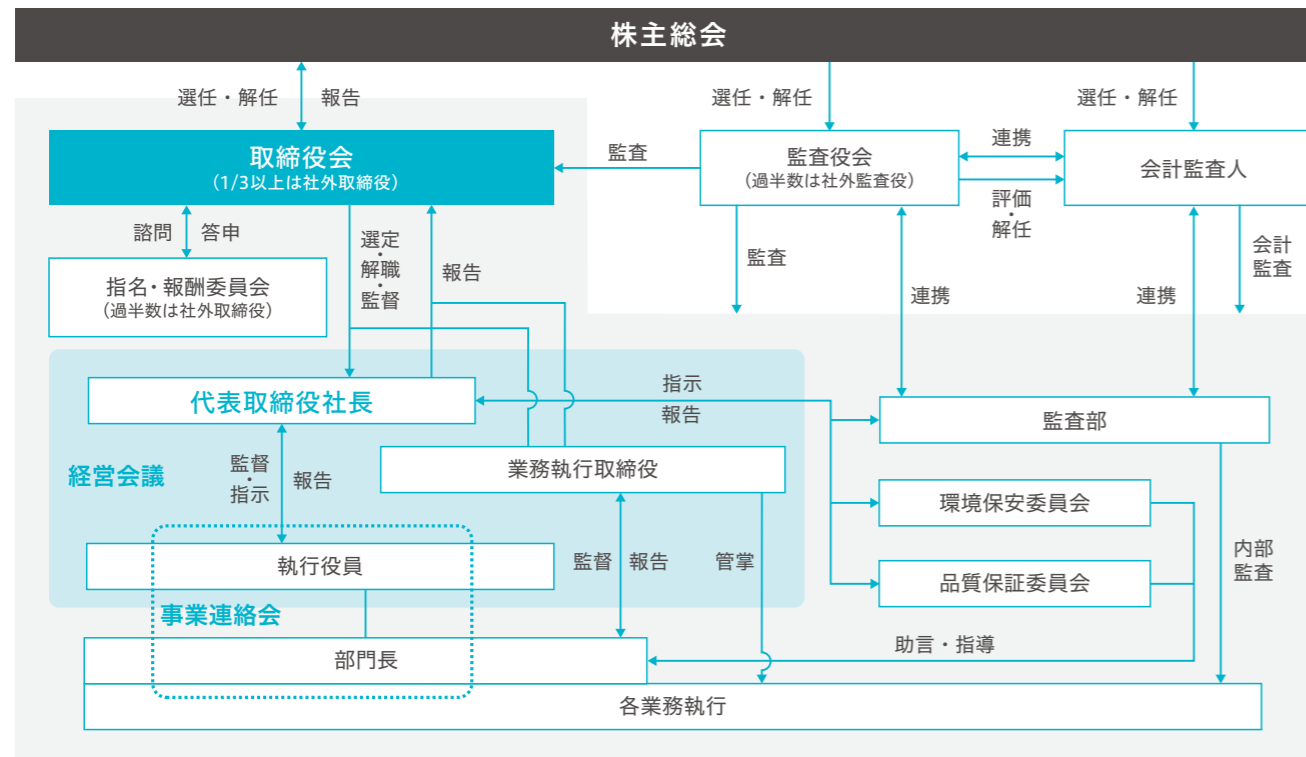 株主総会
選任・解任
報告
選任・解任
選任・解任
取締役会
（1/3以上は社外取締役）
監査
監査役会
（過半数は社外監査役）
連携
評価・解任
会計監査人
諮問
答申
選定・解職・監督
報告
監査
連携
連携
会計
監査
指名・報酬委員会
（過半数は社外取締役）
代表取締役社長
指示
報告
監査部
経営会議
監督・指示
報告
業務執行取締役
環境保安委員会
執行役員
監督
報告
管掌
品質保証委員会
内部
監査
事業連絡会
部門長
助言・指導
各業務執行